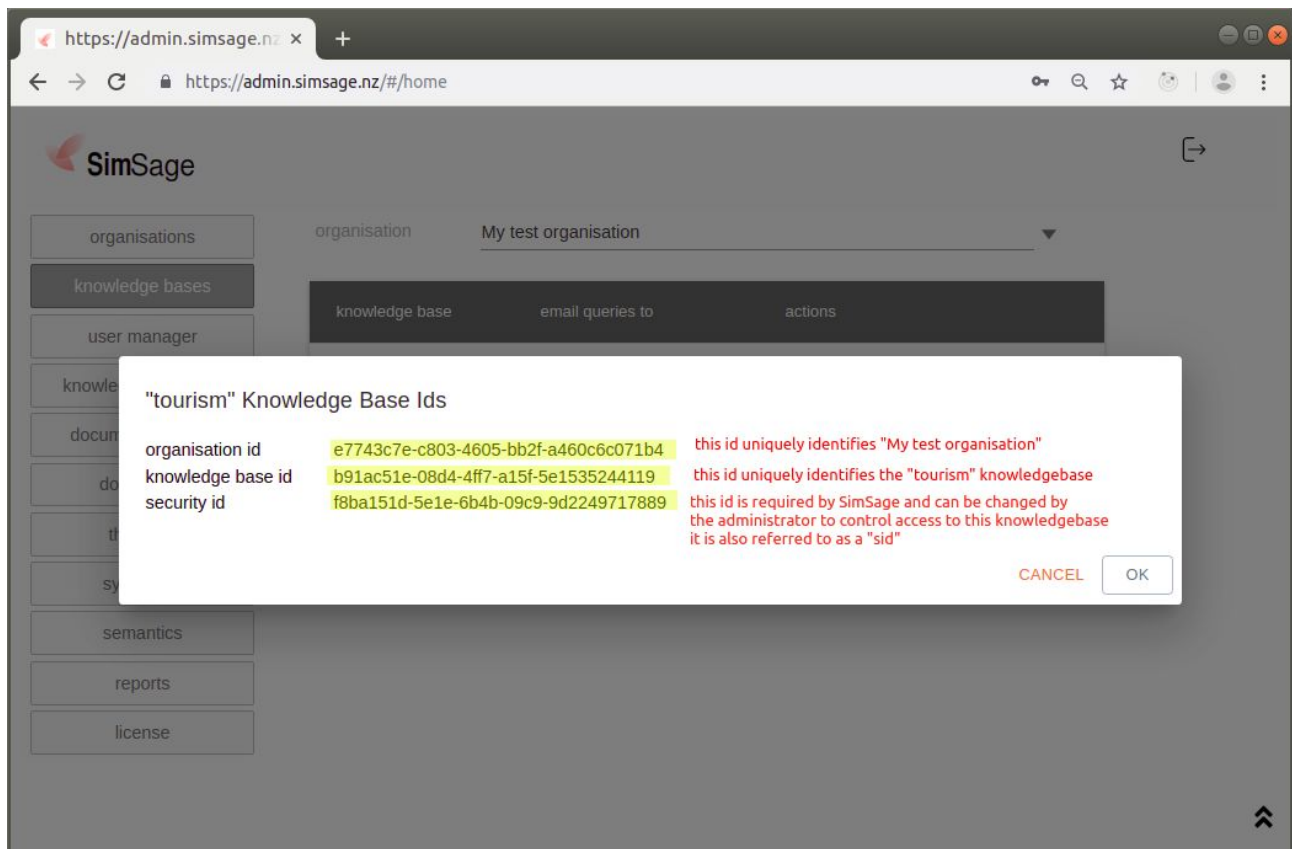 https://admin.simsage.nz
https://admin.simsage.nz/#/home
SimSage
organisations
organisation My test organisation
knowledge bases
knowledge base email queries to actions
user manager
"tourism" Knowledge Base Ids
organisation id e7743c7e-c803-4605-bb2f-a460c6c071b4 this id uniquely identifies "My test organisation"
knowledge base id b91ac51e-08d4-4ff7-a15f-5e1535244119 this id uniquely identifies the "tourism" knowledgebase
security id f8ba151d-5e1e-6b4b-09c9-9d2249717889 this id is required by SimSage and can be changed by
the administrator to control access to this knowledgebase
it is also referred to as a "sid"
CANCEL OK
semantics
reports
license